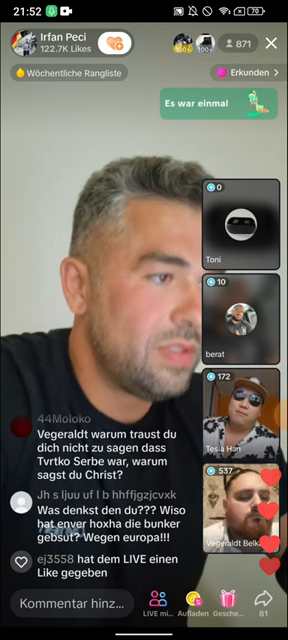 21:52
70
Irfan Peci
122.7K Likes
100+
100+
871
Wöchentliche Rangliste
Erkunden >
Es war einmal
0
Toni
10
berat
172
Tesla Han
537
Vegeraldt Belk
44Moloko
Vegeraldt warum traust du
dich nicht zu sagen dass
Tvrtko Serbe war, warum
sagst du Christ?
Jh s ljuu uf l b hhffjgzjcvxk
Was denkst den du??? Wiso
hat enver hoxha die bunker
gebsut? Wegen europa!!!
ej3558 hat dem LIVE einen
Like gegeben
Kommentar hinz...
LIVE mi...
Aufladen
Gesche...
81